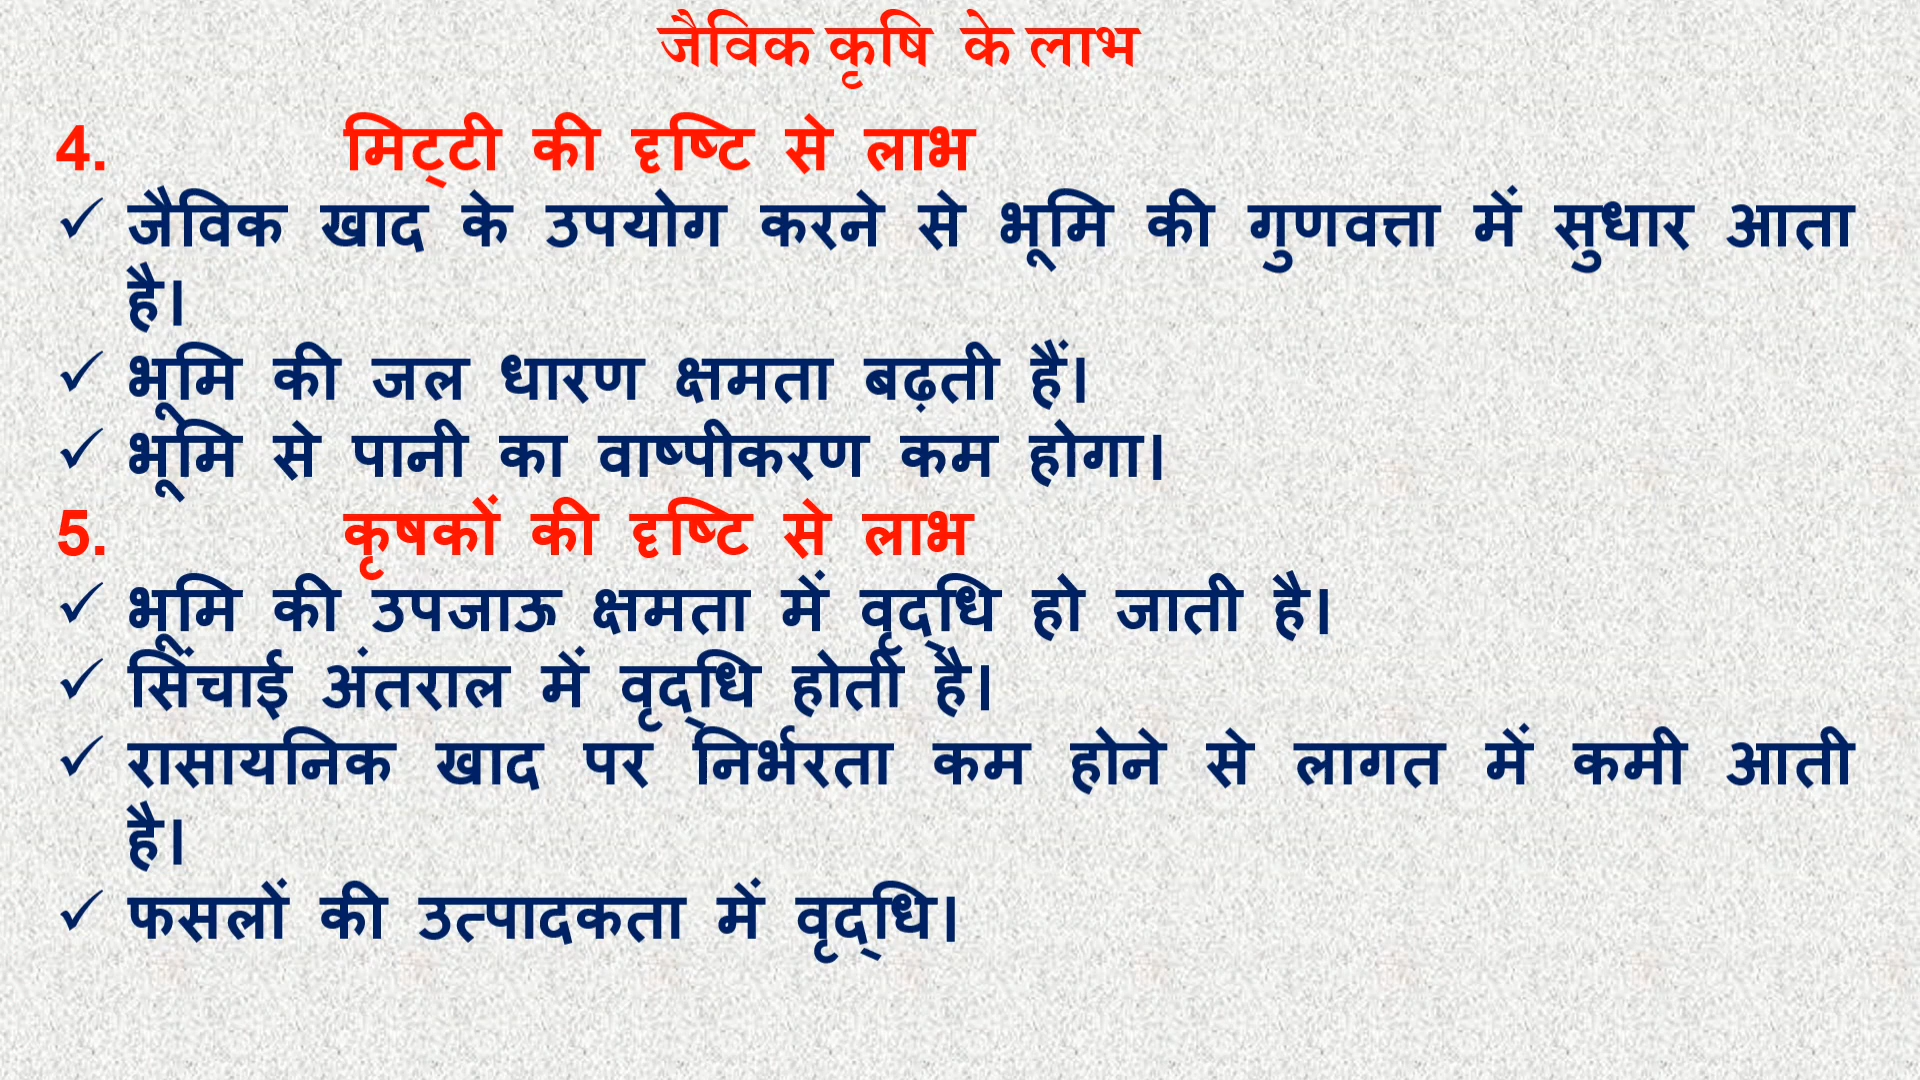 जैविक कृषि के लाभ
4. मिट्टी की दृष्टि से लाभ
✓ जैविक खाद के उपयोग करने से भूमि की गुणवत्ता में सुधार आता
है।
✓ भूमि की जल धारण क्षमता बढ़ती हैं।
✓ भूमि से पानी का वाष्पीकरण कम होगा।
5. कृषकों की दृष्टि से लाभ
✓ भूमि की उपजाऊ क्षमता में वृद्धि हो जाती है।
✓ सिंचाई अंतराल में वृद्धि होती है।
✓ रासायनिक खाद पर निर्भरता कम होने से लागत में कमी आती
है।
✓ फसलों की उत्पादकता में वृद्धि।